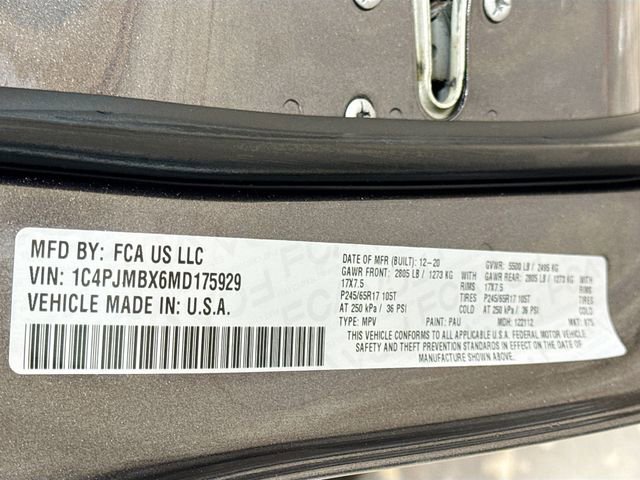 MFD BY: FCA US LLC
VIN: 1C4PJMBX6MD175929
VEHICLE MADE IN: U.S.A.
DATE OF MFR (BUILT): 12-20 GVWR: 5500 LB / 2495 KG
GAWR FRONT: 2805 LB / 1273 KG WITH GAWR REAR: 2805 LB / 1273 KG WITH
17X7.5 RIMS 17X7.5 RIMS
P245/65R17 105T TIRES P245/65R17 105T TIRES
AT 250 kPa / 36 PSI COLD AT 250 kPa / 36 PSI COLD
TYPE: MPV PAINT: PAU MDH: 122112 MKT: 875
THIS VEHICLE CONFORMS TO ALL APPLICABLE U.S.A. FEDERAL MOTOR VEHICLE
SAFETY AND THEFT PREVENTION STANDARDS IN EFFECT ON THE DATE OF
MANUFACTURE SHOWN ABOVE.